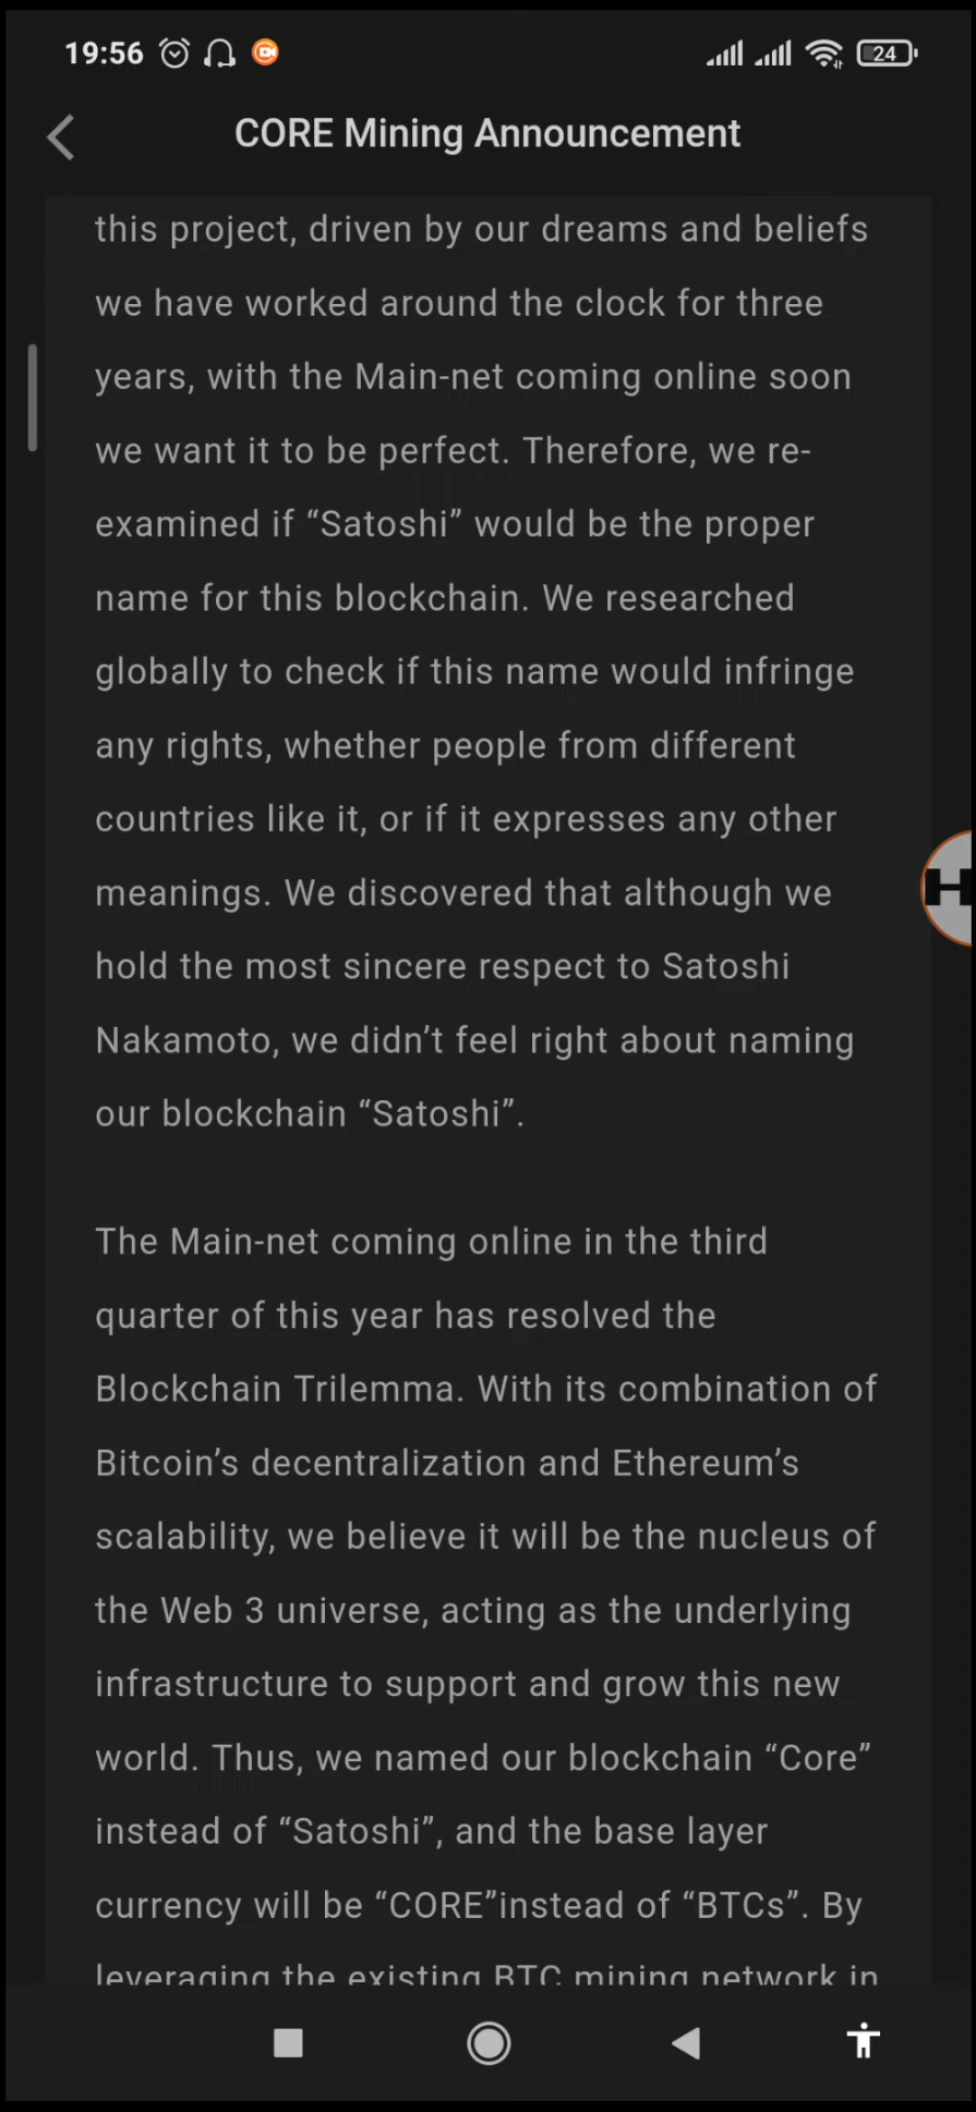 19:56
24
CORE Mining Announcement
this project, driven by our dreams and beliefs
we have worked around the clock for three
years, with the Main-net coming online soon
we want it to be perfect. Therefore, we re-
examined if “Satoshi” would be the proper
name for this blockchain. We researched
globally to check if this name would infringe
any rights, whether people from different
countries like it, or if it expresses any other
meanings. We discovered that although we
hold the most sincere respect to Satoshi
Nakamoto, we didn’t feel right about naming
our blockchain “Satoshi”.
The Main-net coming online in the third
quarter of this year has resolved the
Blockchain Trilemma. With its combination of
Bitcoin’s decentralization and Ethereum’s
scalability, we believe it will be the nucleus of
the Web 3 universe, acting as the underlying
infrastructure to support and grow this new
world. Thus, we named our blockchain “Core”
instead of “Satoshi”, and the base layer
currency will be “CORE”instead of “BTCs”. By
leveraging the existing BTC mining network in
H